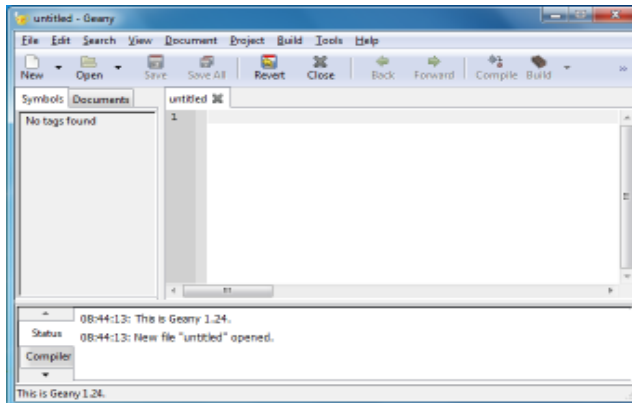 untitled - Geany
File Edit Search View Document Project Build Tools Help
New Open Save Save All Revert Close Back Forward Compile Build »
Symbols Documents untitled
No tags found
1
08:44:13: This is Geany 1.24.
Status 08:44:13: New file "untitled" opened.
Compiler
This is Geany 1.24.